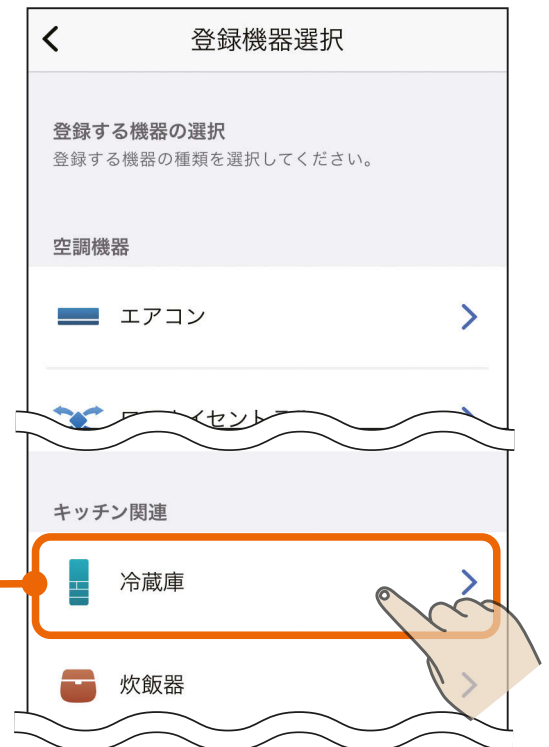 登録機器選択
登録する機器の選択
登録する機器の種類を選択してください。
空調機器
エアコン
キッチン関連
冷蔵庫
炊飯器